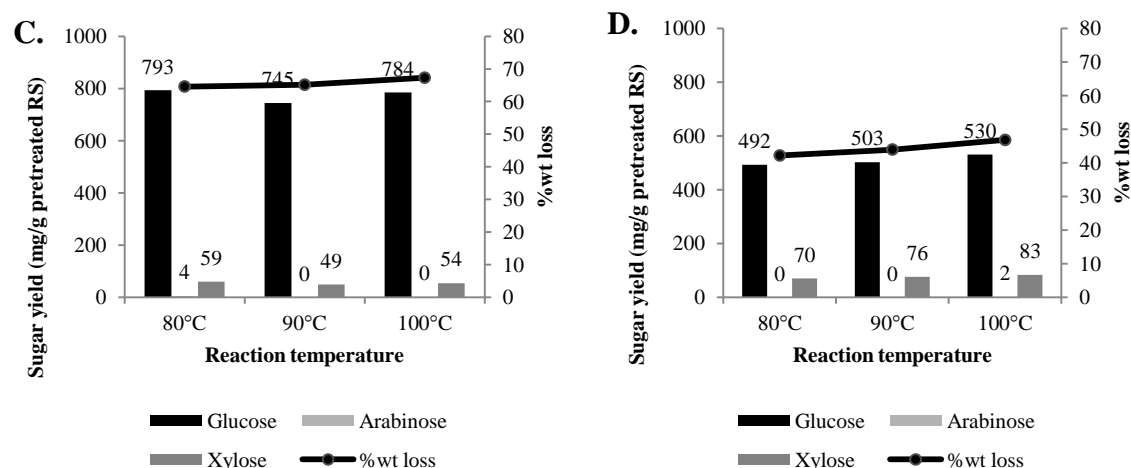 C.
Sugar yield (mg/g pretreated RS)
1000
800
600
400
200
0
793
745
784
4
59
0
49
0
54
80
70
60
50
40
30
20
10
0
%wt loss
80°C
90°C
100°C
Reaction temperature
Glucose
Arabinose
Xylose
%wt loss
D.
Sugar yield (mg/g pretreated RS)
1000
800
600
400
200
0
492
503
530
0
70
0
76
2
83
80
70
60
50
40
30
20
10
0
%wt loss
80°C
90°C
100°C
Reaction temperature
Glucose
Arabinose
Xylose
%wt loss